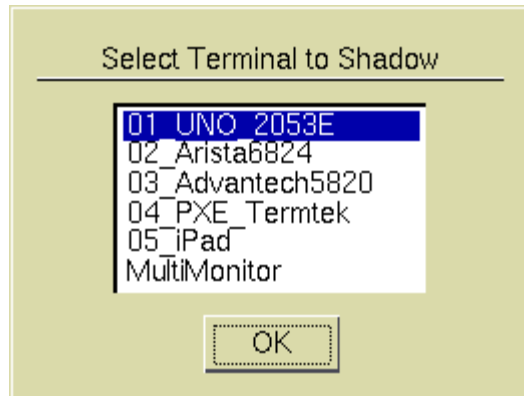 Select Terminal to Shadow
01_UNO_2053E
02_Arista6824
03_Advantech5820
04_PXE_Termtek
05_iPad
MultiMonitor
OK